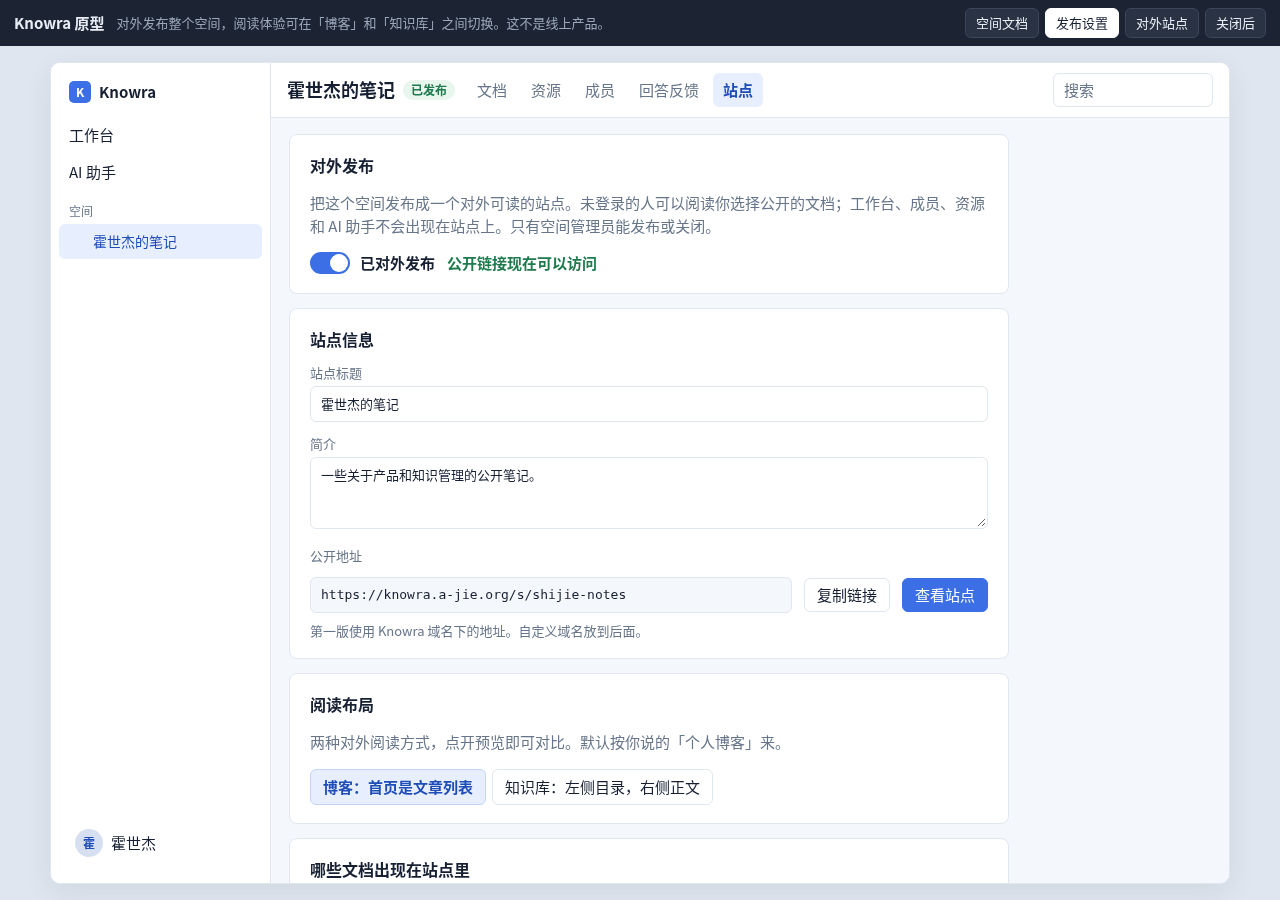 Knowra 原型
对外发布整个空间，阅读体验可在「博客」和「知识库」之间切换。这不是线上产品。
空间文档
发布设置
对外站点
关闭后
K Knowra
工作台
AI 助手
空间
霍世杰的笔记
霍 霍世杰
霍世杰的笔记
已发布
文档
资源
成员
回答反馈
站点
搜索
对外发布
把这个空间发布成一个对外可读的站点。未登录的人可以阅读你选择公开的文档；工作台、成员、资源
和 AI 助手不会出现在站点上。只有空间管理员能发布或关闭。
已对外发布 公开链接现在可以访问
站点信息
站点标题
霍世杰的笔记
简介
一些关于产品和知识管理的公开笔记。
公开地址
https://knowra.a-jie.org/s/shijie-notes
复制链接
查看站点
第一版使用 Knowra 域名下的地址。自定义域名放到后面。
阅读布局
两种对外阅读方式，点开预览即可对比。默认按你说的「个人博客」来。
博客：首页是文章列表
知识库：左侧目录，右侧正文
哪些文档出现在站点里